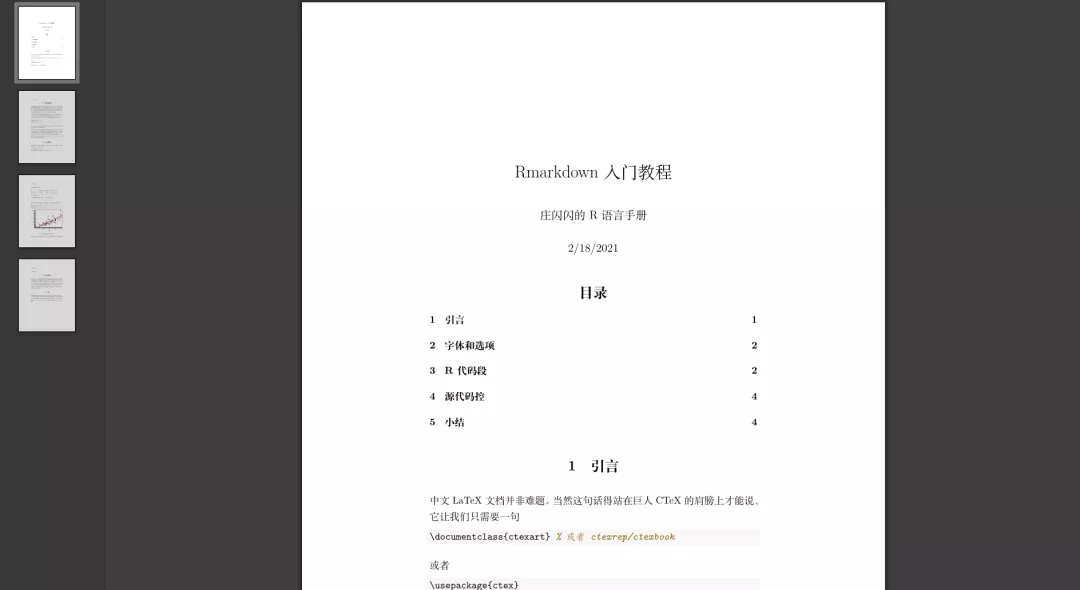 Rmarkdown 入门教程
庄闪闪的 R 语言手册
2/18/2021
目录
1 引言 1
2 字体和选项 2
3 R 代码段 2
4 源代码控 4
5 小结 4
1 引言
中文 LaTeX 文档并非难题。当然这句话得站在巨人 CTeX 的肩膀上才能说，
它让我们只需要一句
\documentclass{ctexart} % 或者 ctexrep/ctexbook
或者
\usepackage{ctex}